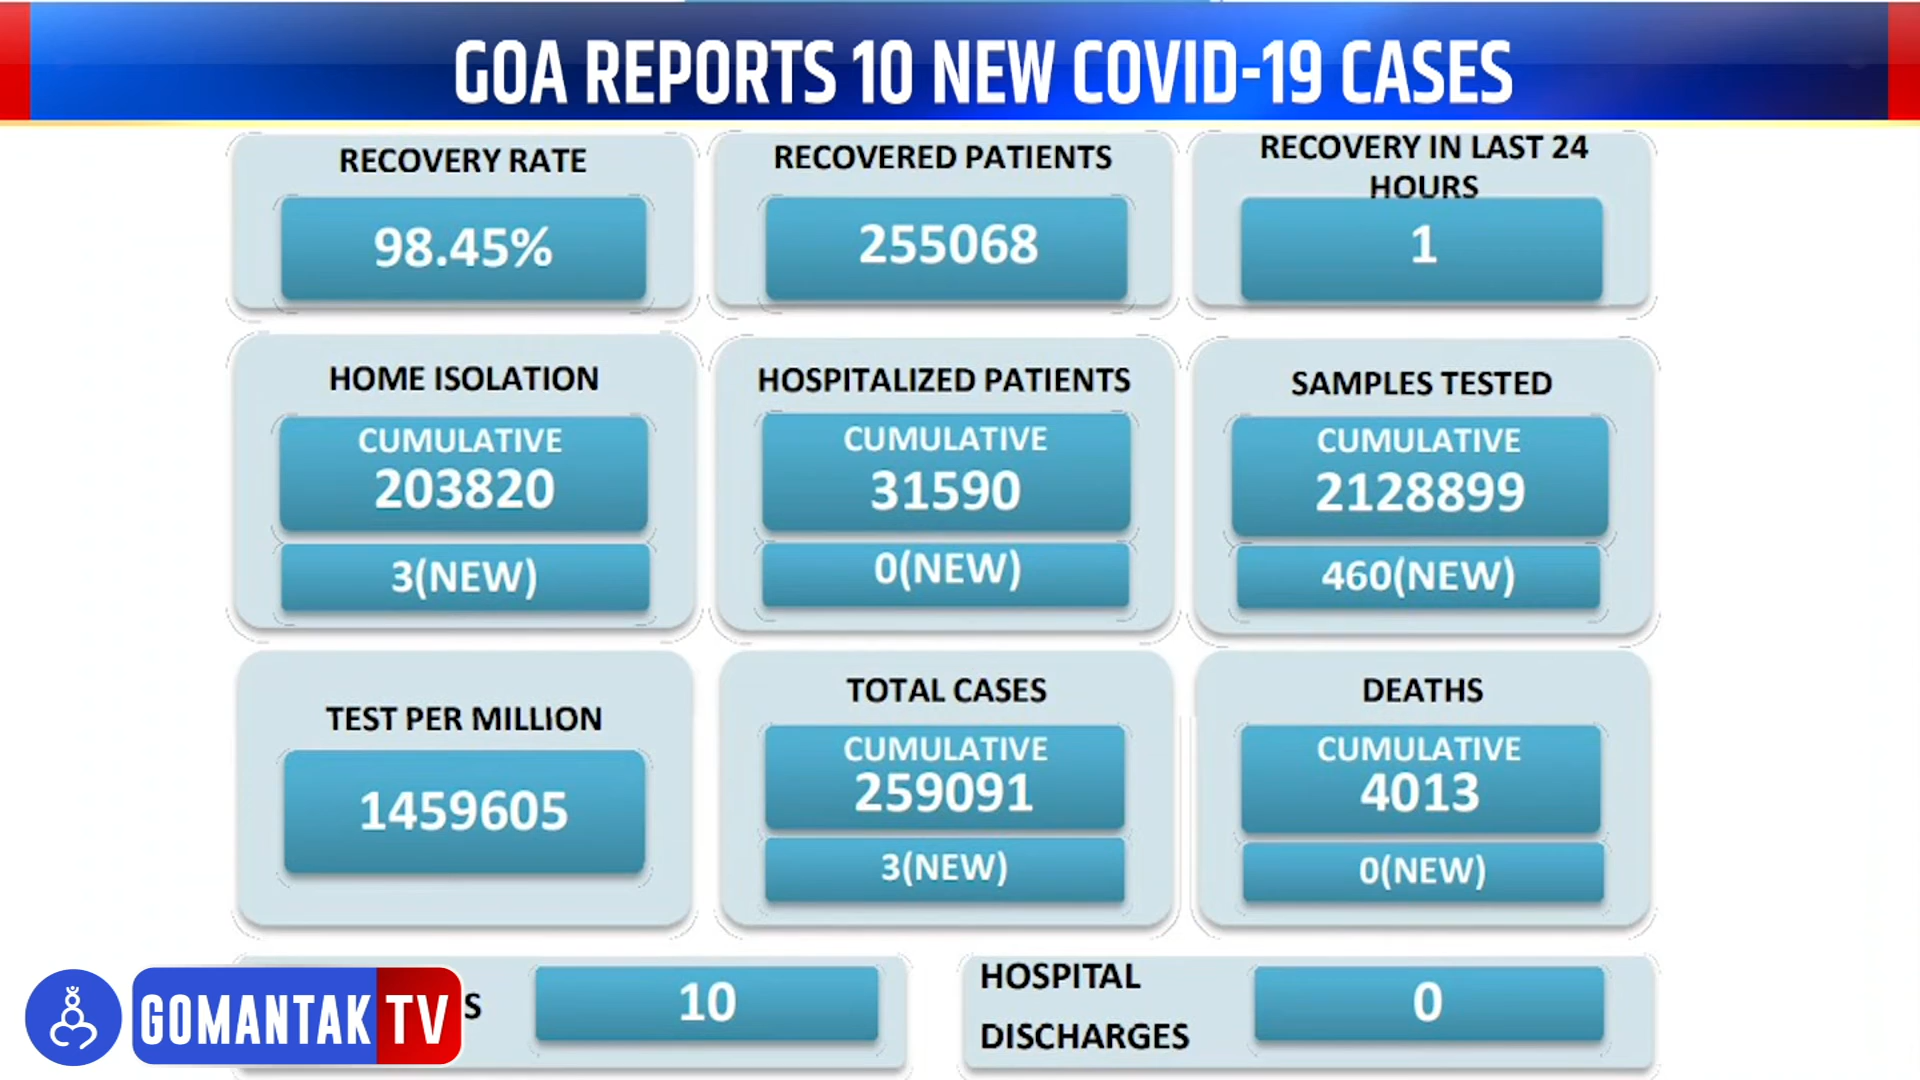 GOA REPORTS 10 NEW COVID-19 CASES
RECOVERY RATE
98.45%
RECOVERED PATIENTS
255068
RECOVERY IN LAST 24
HOURS
1
HOME ISOLATION
CUMULATIVE
203820
3(NEW)
HOSPITALIZED PATIENTS
CUMULATIVE
31590
0(NEW)
SAMPLES TESTED
CUMULATIVE
2128899
460(NEW)
TEST PER MILLION
1459605
TOTAL CASES
CUMULATIVE
259091
3(NEW)
DEATHS
CUMULATIVE
4013
0(NEW)
S
10
HOSPITAL
DISCHARGES
0
GOMANTAK TV